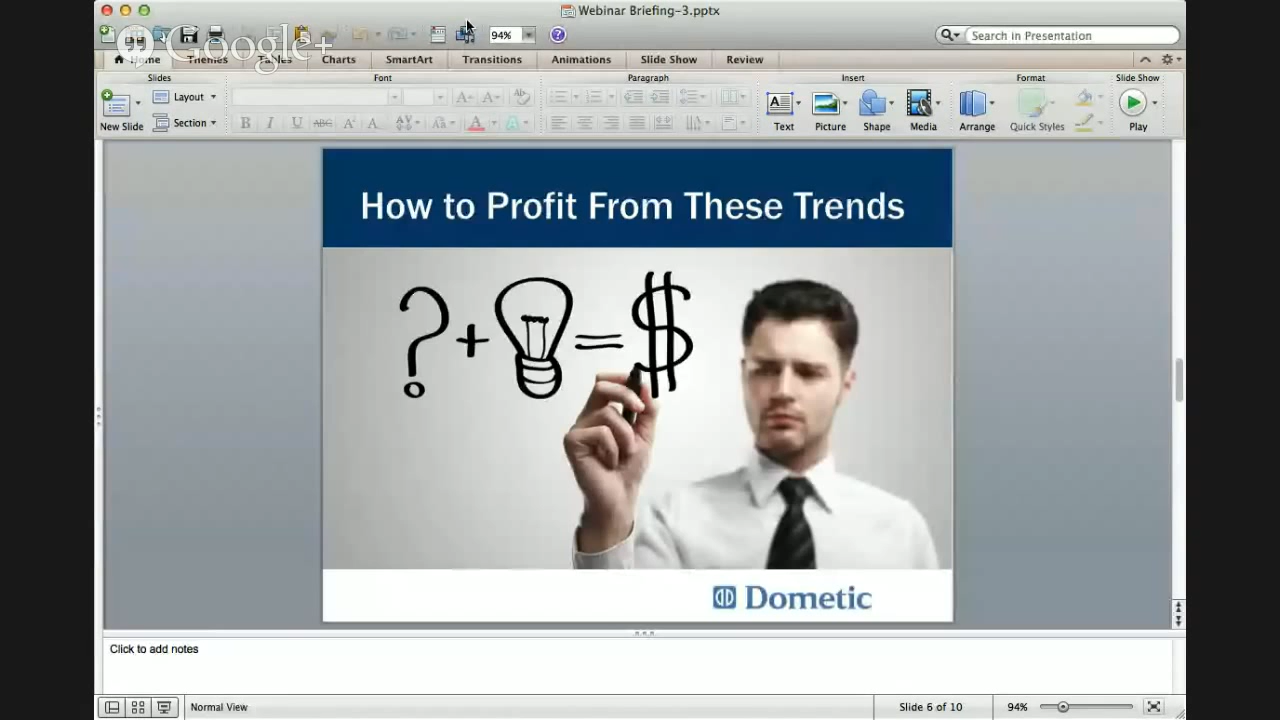 Webinar Briefing-3.pptx
94%
Search in Presentation
Google+
Home Themes Tables Charts SmartArt Transitions Animations Slide Show Review
Slides Font Paragraph Insert Format Slide Show
Layout
Section
New Slide
Text Picture Shape Media Arrange Quick Styles Play
How to Profit From These Trends
? + = $
Dometic
Click to add notes
Normal View Slide 6 of 10 94%